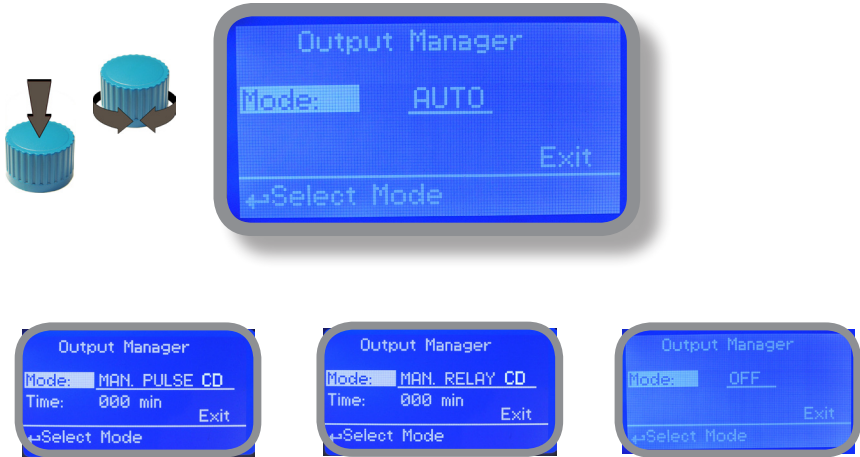 Output Manager
Mode: AUTO
Exit
↵Select Mode
Output Manager
Mode: MAN. PULSE CD
Time: 000 min
Exit
↵Select Mode
Output Manager
Mode: MAN. RELAY CD
Time: 000 min
Exit
↵Select Mode
Output Manager
Mode: OFF
Exit
↵Select Mode